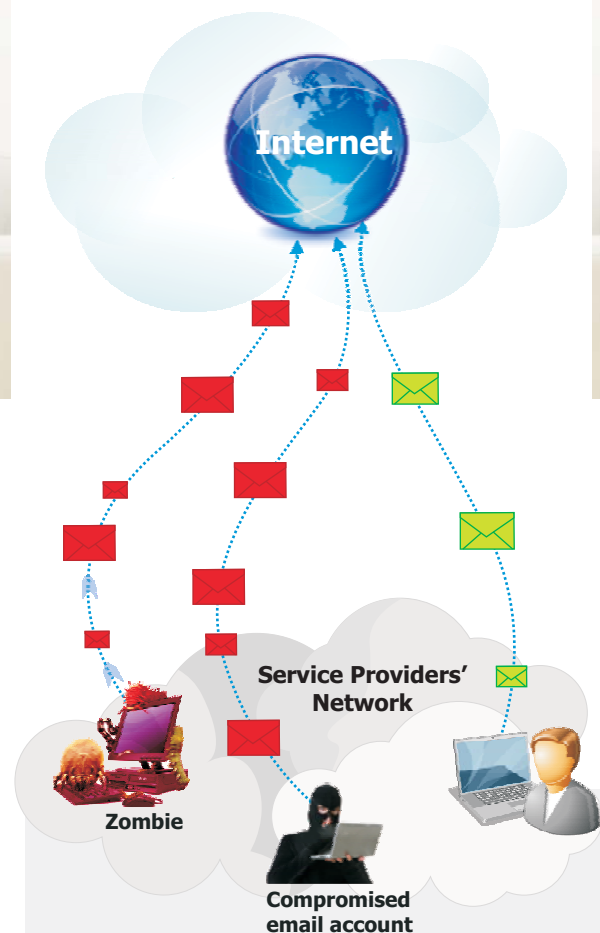 Internet
Service Providers’
Network
Zombie
Compromised
email account